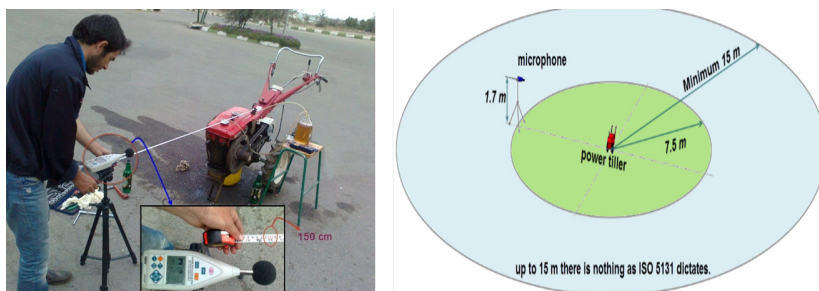 150 cm
microphone
1.7 m
Minimum 15 m
7.5 m
power tiller
up to 15 m there is nothing as ISO 5131 dictates.